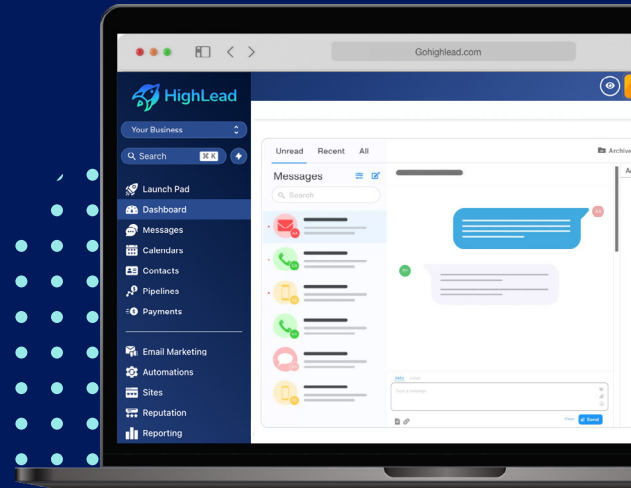 Gohighlead.com
HighLead
Your Business
Search ⌘ K
Launch Pad
Dashboard
Messages
Calendars
Contacts
Pipelines
Payments
Email Marketing
Automations
Sites
Reputation
Reporting
Unread Recent All
Archive
Messages
Search
Send